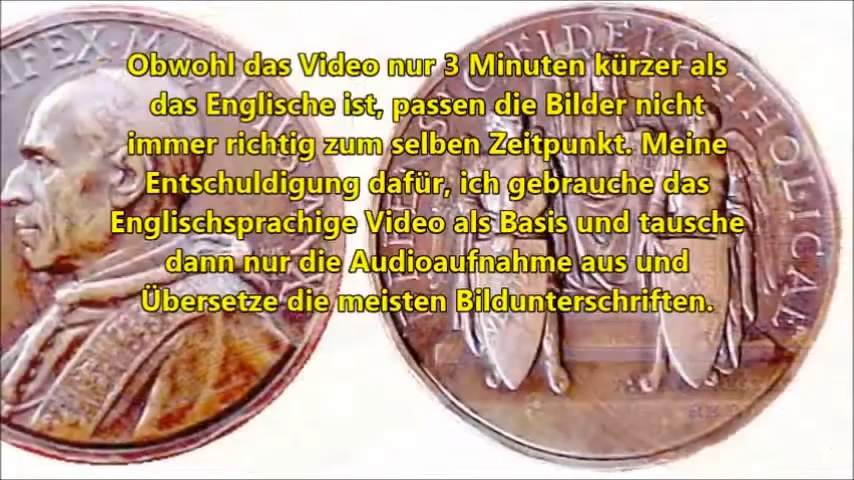 Obwohl das Video nur 3 Minuten kürzer als
das Englische ist, passen die Bilder nicht
immer richtig zum selben Zeitpunkt. Meine
Entschuldigung dafür, ich gebrauche das
Englischsprachige Video als Basis und tausche
dann nur die Audioaufnahme aus und
Übersetze die meisten Bildunterschriften.